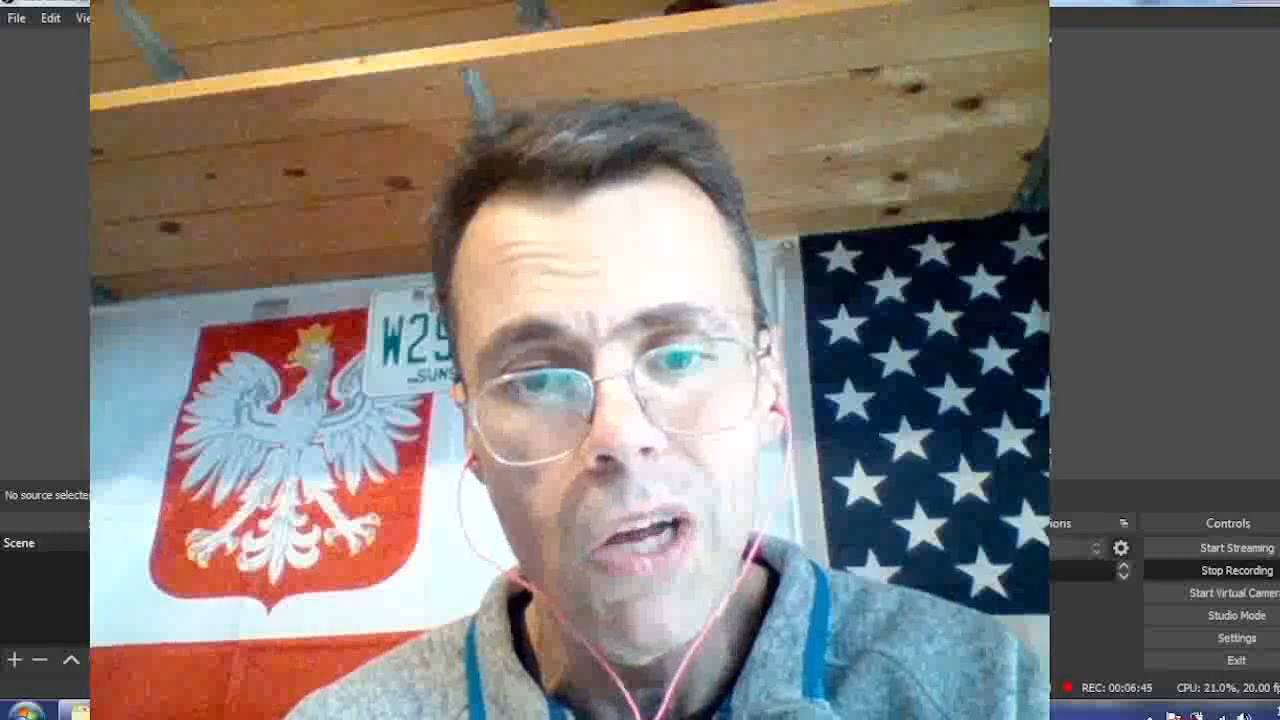 File Edit
W29
SUNS
No source selecte
Scene
ions
Controls
Start Streaming
Stop Recording
Start Virtual Camer
Studio Mode
Settings
Exit
REC: 00:06:45
CPU: 21.0%, 20.00 f